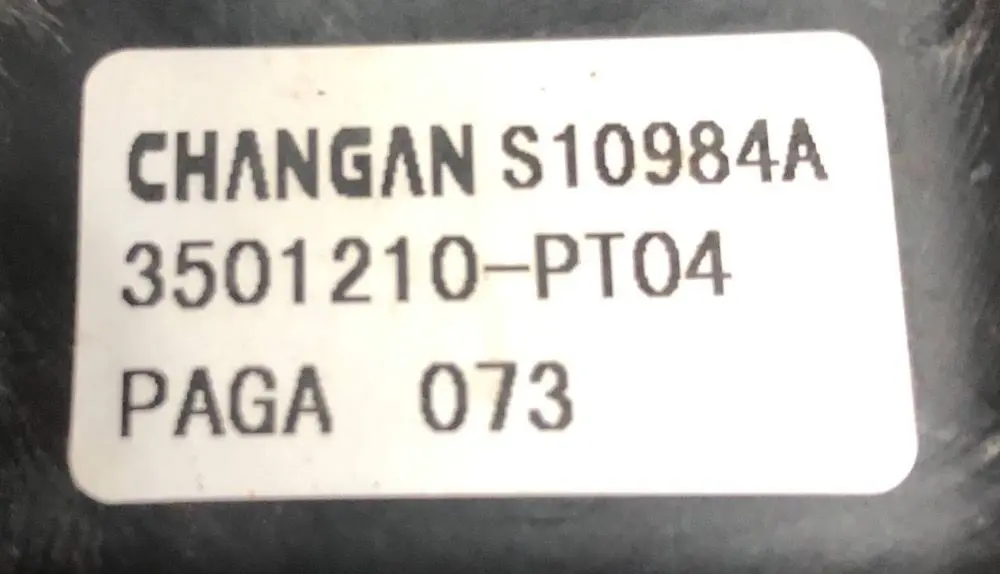 CHANGAN S10984A
3501210-PT04
PAGA 073